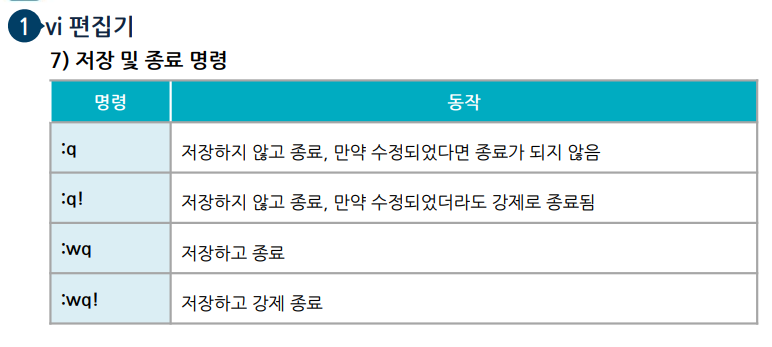 1 vi 편집기
7) 저장 및 종료 명령
명령 동작
:q 저장하지 않고 종료, 만약 수정되었다면 종료가 되지 않음
:q! 저장하지 않고 종료, 만약 수정되었더라도 강제로 종료됨
:wq 저장하고 종료
:wq! 저장하고 강제 종료